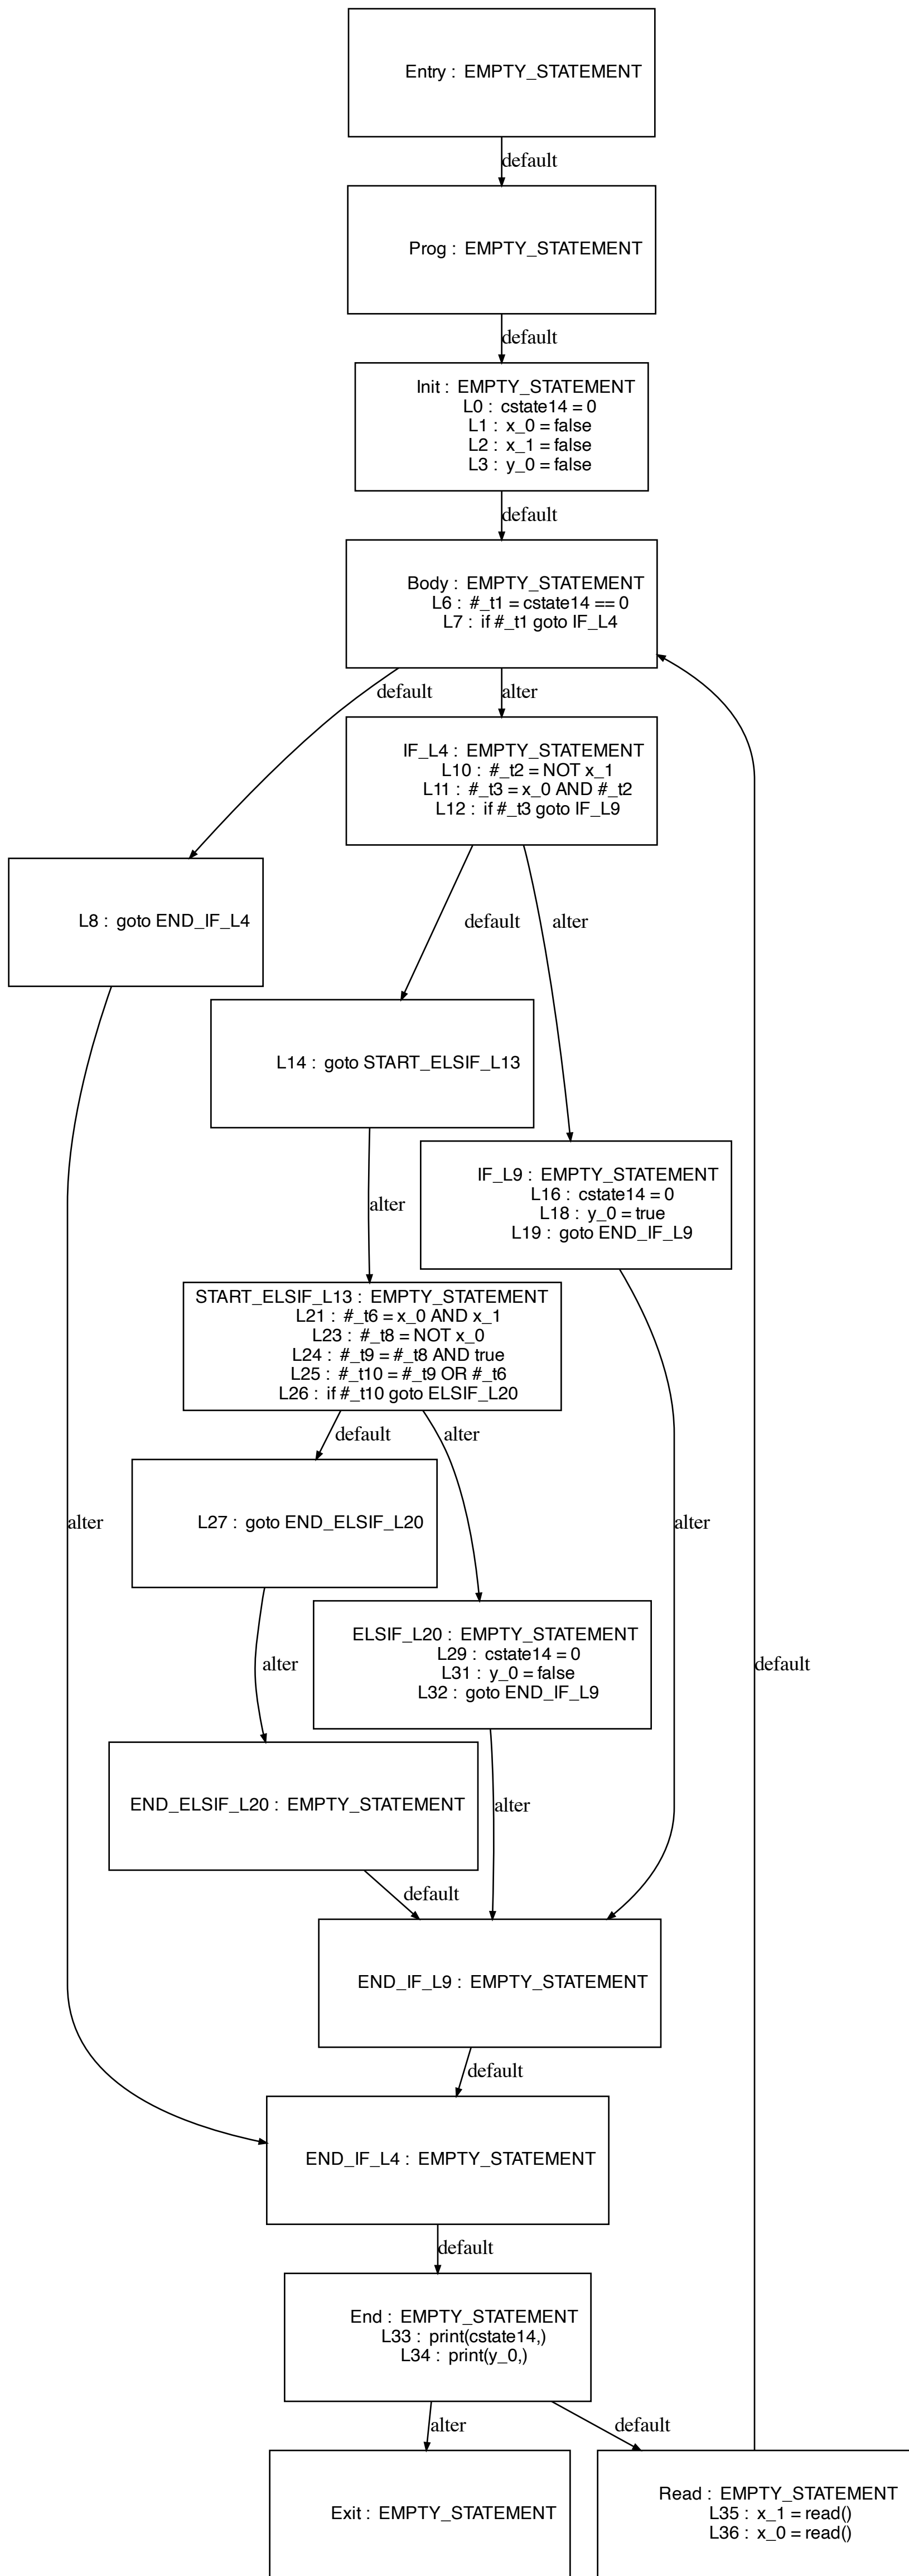 Entry : EMPTY_STATEMENT
default
Prog : EMPTY_STATEMENT
default
Init : EMPTY_STATEMENT
L0 : cstate14 = 0
L1 : x_0 = false
L2 : x_1 = false
L3 : y_0 = false
default
Body : EMPTY_STATEMENT
L6 : #_t1 = cstate14 == 0
L7 : if #_t1 goto IF_L4
default
alter
IF_L4 : EMPTY_STATEMENT
L10 : #_t2 = NOT x_1
L11 : #_t3 = x_0 AND #_t2
L12 : if #_t3 goto IF_L9
L8 : goto END_IF_L4
default
alter
L14 : goto START_ELSIF_L13
IF_L9 : EMPTY_STATEMENT
L16 : cstate14 = 0
L18 : y_0 = true
L19 : goto END_IF_L9
alter
START_ELSIF_L13 : EMPTY_STATEMENT
L21 : #_t6 = x_0 AND x_1
L23 : #_t8 = NOT x_0
L24 : #_t9 = #_t8 AND true
L25 : #_t10 = #_t9 OR #_t6
L26 : if #_t10 goto ELSIF_L20
default
alter
alter
L27 : goto END_ELSIF_L20
alter
ELSIF_L20 : EMPTY_STATEMENT
L29 : cstate14 = 0
L31 : y_0 = false
L32 : goto END_IF_L9
alter
default
END_ELSIF_L20 : EMPTY_STATEMENT
alter
default
END_IF_L9 : EMPTY_STATEMENT
default
END_IF_L4 : EMPTY_STATEMENT
default
End : EMPTY_STATEMENT
L33 : print(cstate14,)
L34 : print(y_0,)
alter
default
Exit : EMPTY_STATEMENT
Read : EMPTY_STATEMENT
L35 : x_1 = read()
L36 : x_0 = read()